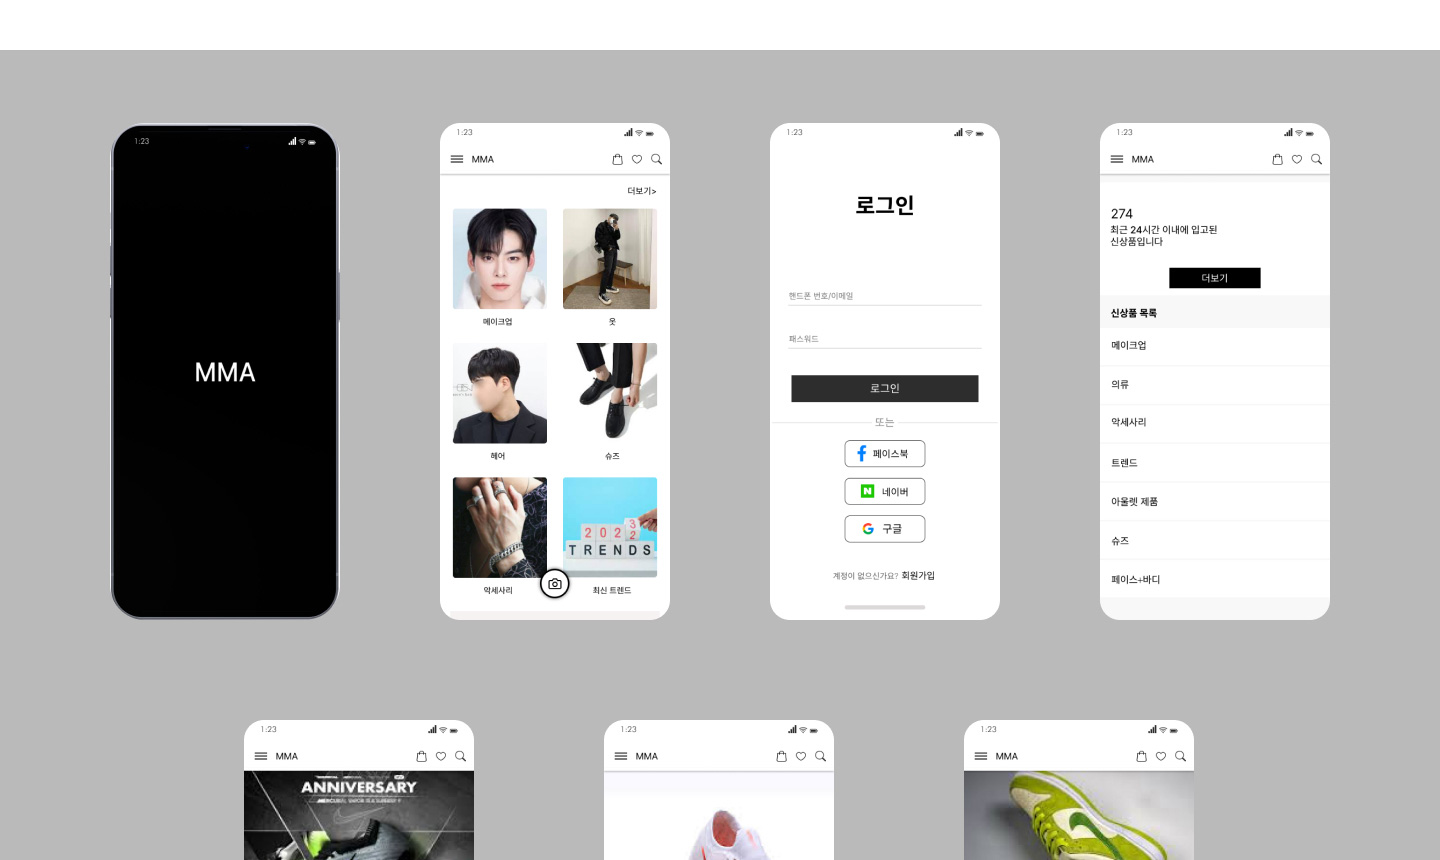 1:23
MMA
1:23
MMA
더보기>
메이크업
옷
헤어
슈즈
2 0 2 3 2
TRENDS
악세사리
최신 트렌드
1:23
로그인
핸드폰 번호/이메일
패스워드
로그인
또는
페이스북
네이버
구글
계정이 없으신가요? 회원가입
1:23
MMA
274
최근 24시간 이내에 입고된
신상품입니다
더보기
신상품 목록
메이크업
의류
악세사리
트렌드
아울렛 제품
슈즈
페이스+바디
1:23
MMA
ANNIVERSARY
1:23
MMA
1:23
MMA